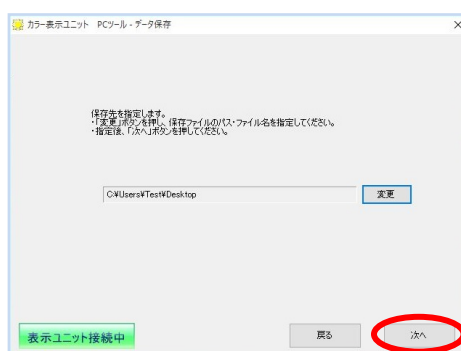 カラー表示ユニット PCツール・データ保存
保存先を指定します。
・「変更」ボタンを押し、保存ファイルのパス・ファイル名を指定してください。
・指定後、「次へ」ボタンを押してください。
C:¥Users¥Test¥Desktop
変更
表示ユニット接続中
戻る
次へ